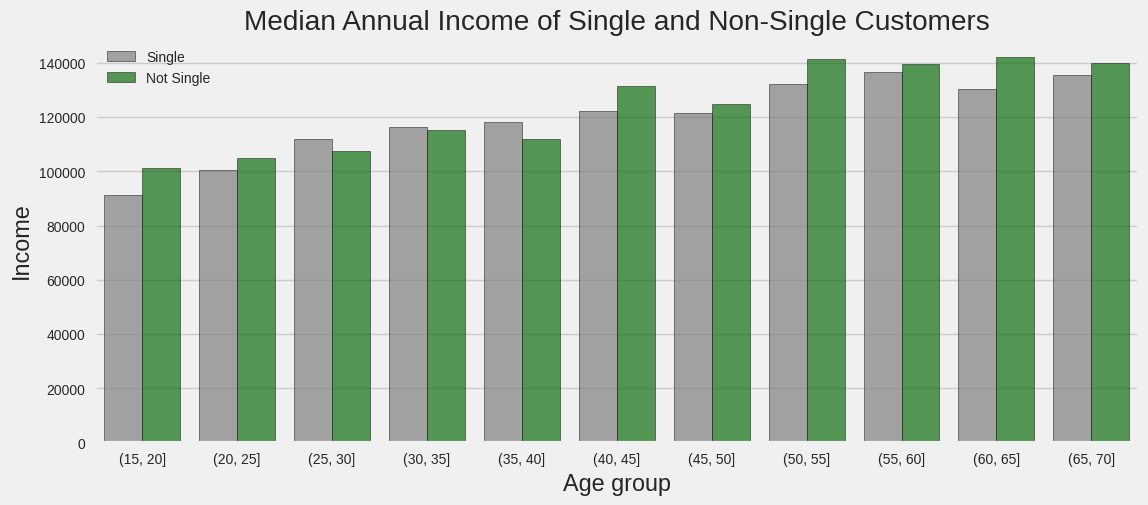 Median Annual Income of Single and Non-Single Customers
Single
Not Single
140000
120000
100000
80000
60000
40000
20000
0
Income
(15, 20] (20, 25] (25, 30] (30, 35] (35, 40] (40, 45] (45, 50] (50, 55] (55, 60] (60, 65] (65, 70]
Age group